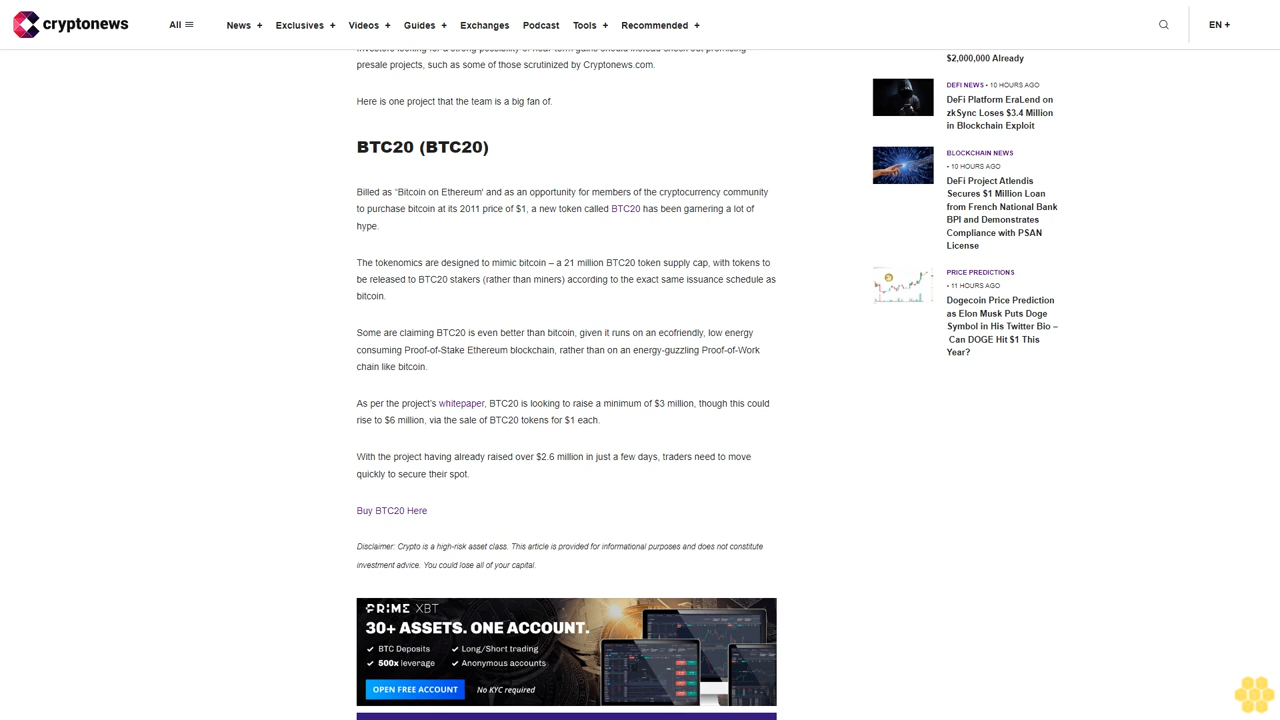 cryptonews
All
News +
Exclusives +
Videos +
Guides +
Exchanges
Podcast
Tools +
Recommended +
EN +
investors looking for a strong possibility of near-term gains should instead check out promising
presale projects, such as some of those scrutinized by Cryptonews.com.
Here is one project that the team is a big fan of.
BTC20 (BTC20)
Billed as “Bitcoin on Ethereum' and as an opportunity for members of the cryptocurrency community
to purchase bitcoin at its 2011 price of $1, a new token called BTC20 has been garnering a lot of
hype.
The tokenomics are designed to mimic bitcoin – a 21 million BTC20 token supply cap, with tokens to
be released to BTC20 stakers (rather than miners) according to the exact same issuance schedule as
bitcoin.
Some are claiming BTC20 is even better than bitcoin, given it runs on an ecofriendly, low energy
consuming Proof-of-Stake Ethereum blockchain, rather than on an energy-guzzling Proof-of-Work
chain like bitcoin.
As per the project's whitepaper, BTC20 is looking to raise a minimum of $3 million, though this could
rise to $6 million, via the sale of BTC20 tokens for $1 each.
With the project having already raised over $2.6 million in just a few days, traders need to move
quickly to secure their spot.
Buy BTC20 Here
Disclaimer: Crypto is a high-risk asset class. This article is provided for informational purposes and does not constitute
investment advice. You could lose all of your capital.
PRIME XBT
30+ ASSETS. ONE ACCOUNT.
BTC Deposits
Long/Short trading
500x leverage
Anonymous accounts
OPEN FREE ACCOUNT
No KYC required
$2,000,000 Already
DEFI NEWS • 10 HOURS AGO
DeFi Platform EraLend on
zkSync Loses $3.4 Million
in Blockchain Exploit
BLOCKCHAIN NEWS
• 10 HOURS AGO
DeFi Project Atlendis
Secures $1 Million Loan
from French National Bank
BPI and Demonstrates
Compliance with PSAN
License
PRICE PREDICTIONS
• 11 HOURS AGO
Dogecoin Price Prediction
as Elon Musk Puts Doge
Symbol in His Twitter Bio –
Can DOGE Hit $1 This
Year?